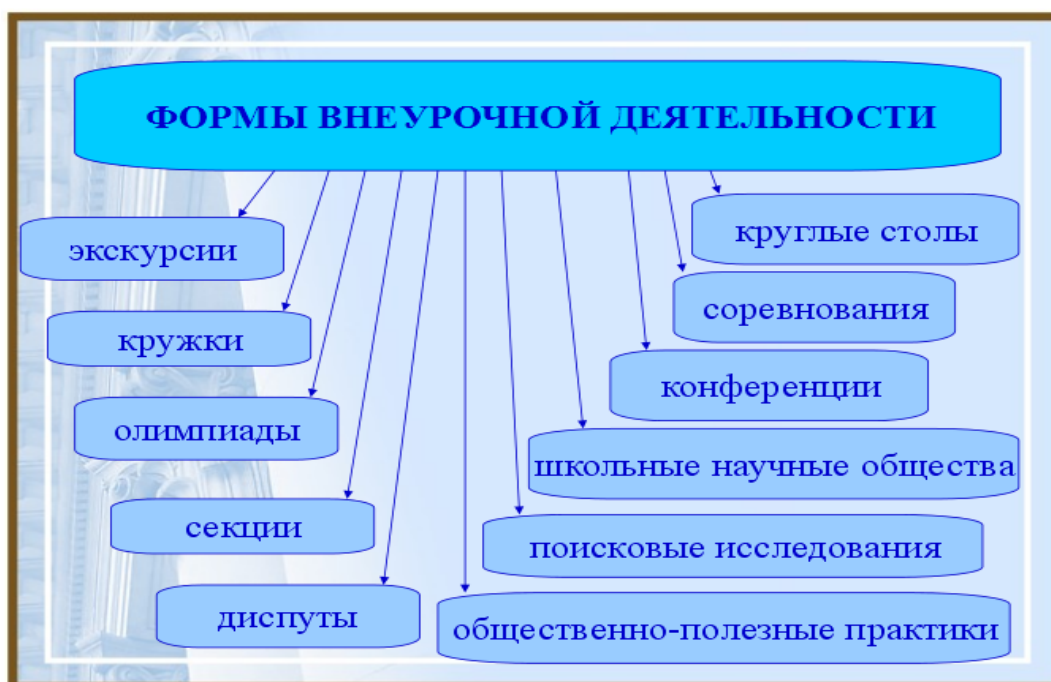 ФОРМЫ ВНЕУРОЧНОЙ ДЕЯТЕЛЬНОСТИ
экскурсии
кружки
олимпиады
секции
диспуты
круглые столы
соревнования
конференции
школьные научные общества
поисковые исследования
общественно-полезные практики